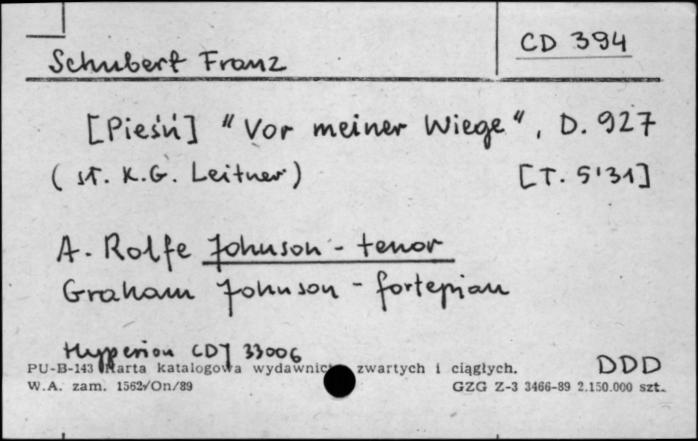 Schubert Franz CD 394
[Pieśń] "Vor meiner Wiege", D. 927
(sł. K.G. Leitner) [T. 5'31]
A. Rolfe Johnson - tenor
Graham Johnson - fortepian
Hyperion CDJ 33006
PU-B-143 Karta katalogowa wydawnictw zwartych i ciągłych. DDD
W.A. zam. 1562/On/89 GZG Z-3 3466-89 2.150.000 szt.